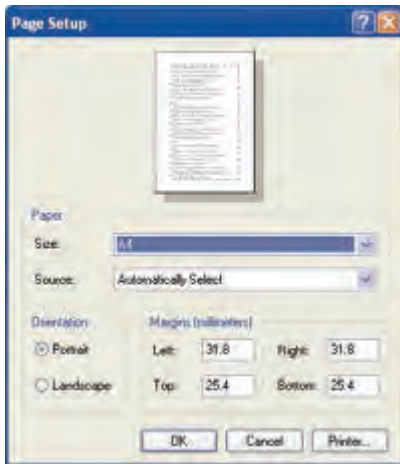 Page Setup
Paper
Size: A4
Source: Automatically Select
Orientation
Margins (millimeters)
Portrait
Left: 31.8 Right: 31.8
Landscape
Top: 25.4 Bottom: 25.4
OK Cancel Printer...